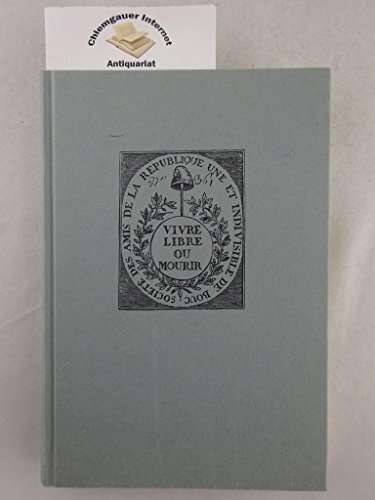 Chiemgauer Internet
Antiquariat
SOCIETE DES AMIS DE LA REPUBLIQUE UNE ET INDIVISIBLE DE BOUC
VIVRE
LIBRE
OU
MOURIR